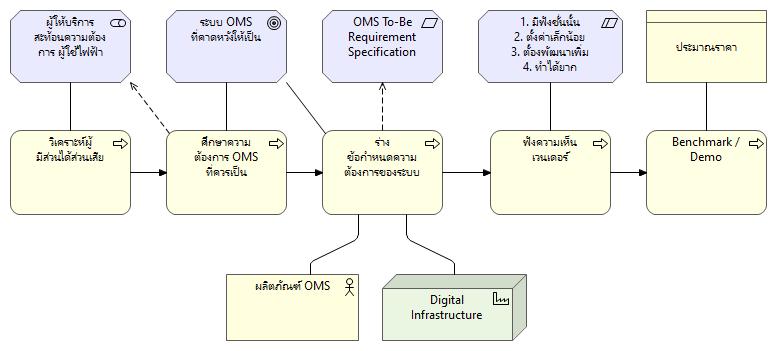 ผู้ให้บริการ
สะท้อนความต้อง
การ ผู้ใช้ไฟฟ้า
ระบบ OMS
ที่คาดหวังให้เป็น
OMS To-Be
Requirement
Specification
1. มีฟังชั่นนั้น
2. ตั้งค่าเล็กน้อย
3. ต้องพัฒนาเพิ่ม
4. ทำได้ยาก
ประมาณราคา
วิเคราะห์ผู้
มีส่วนได้ส่วนเสีย
ศึกษาความ
ต้องการ OMS
ที่ควรเป็น
ร่าง
ข้อกำหนดความ
ต้องการของระบบ
ฟังความเห็น
เวนเดอร์
Benchmark /
Demo
ผลิตภัณฑ์ OMS
Digital
Infrastructure